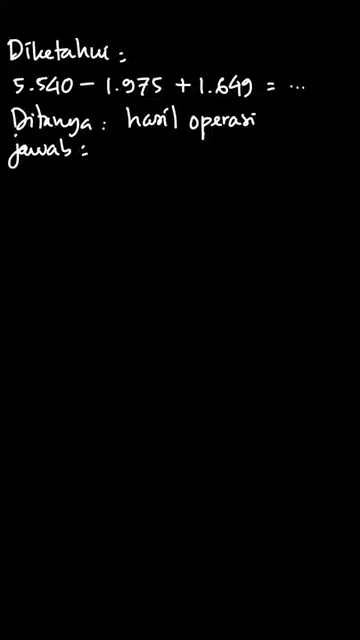 Diketahui :
5.540 – 1.975 + 1.649 = ...
Ditanya : hasil operasi
jawab :